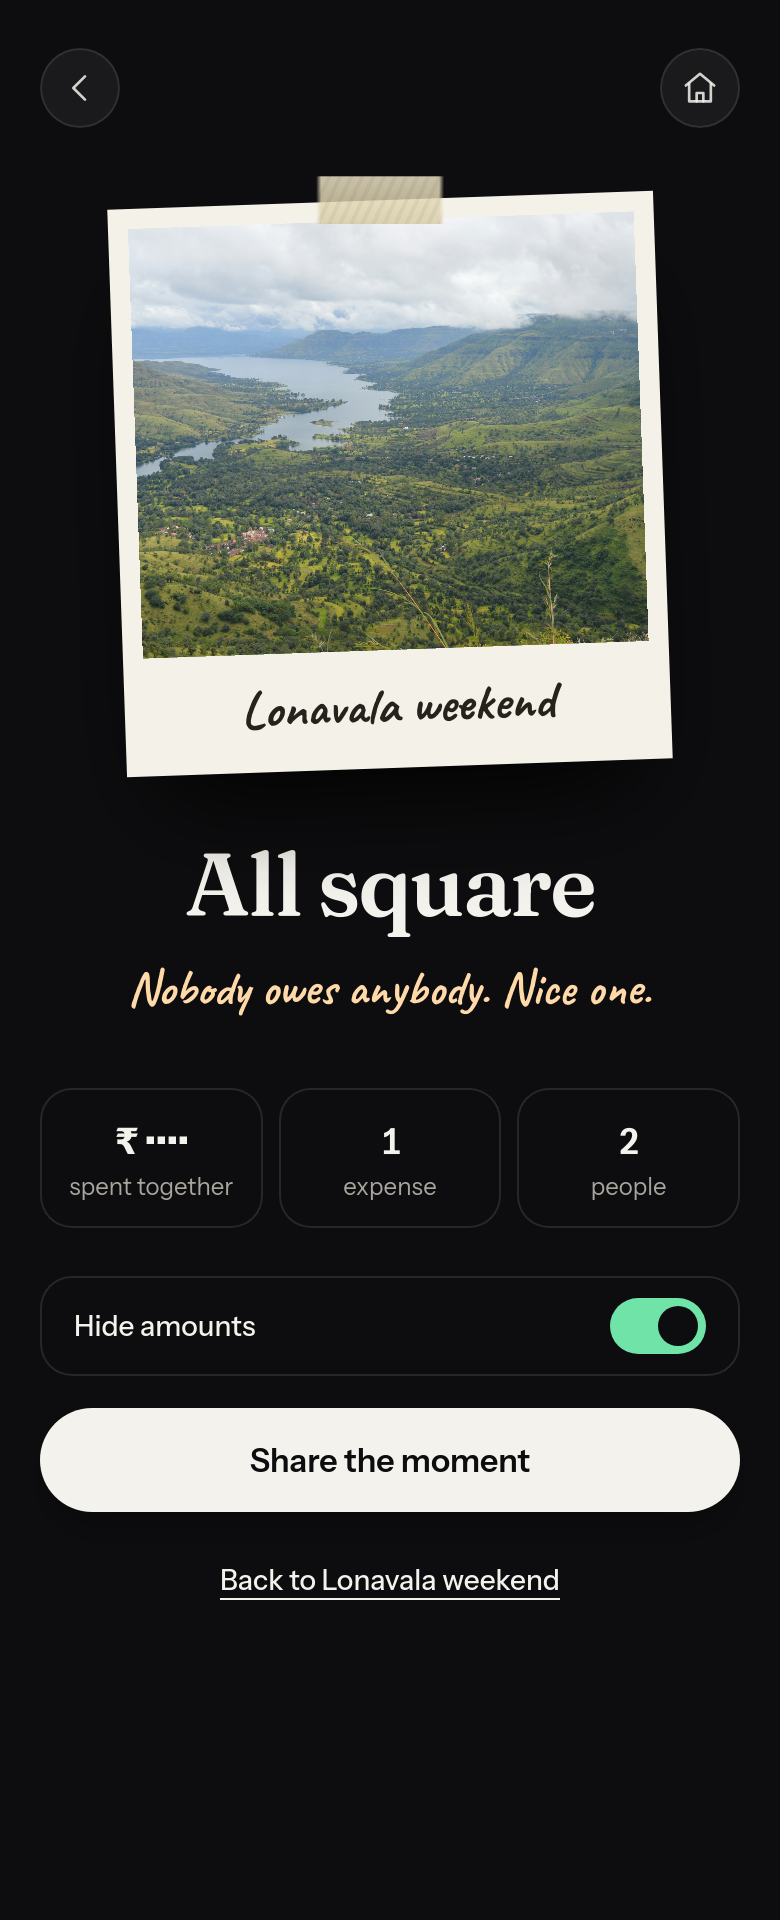 Lonavala weekend
All square
Nobody owes anybody. Nice one.
₹ ••••
spent together
1
expense
2
people
Hide amounts
Share the moment
Back to Lonavala weekend